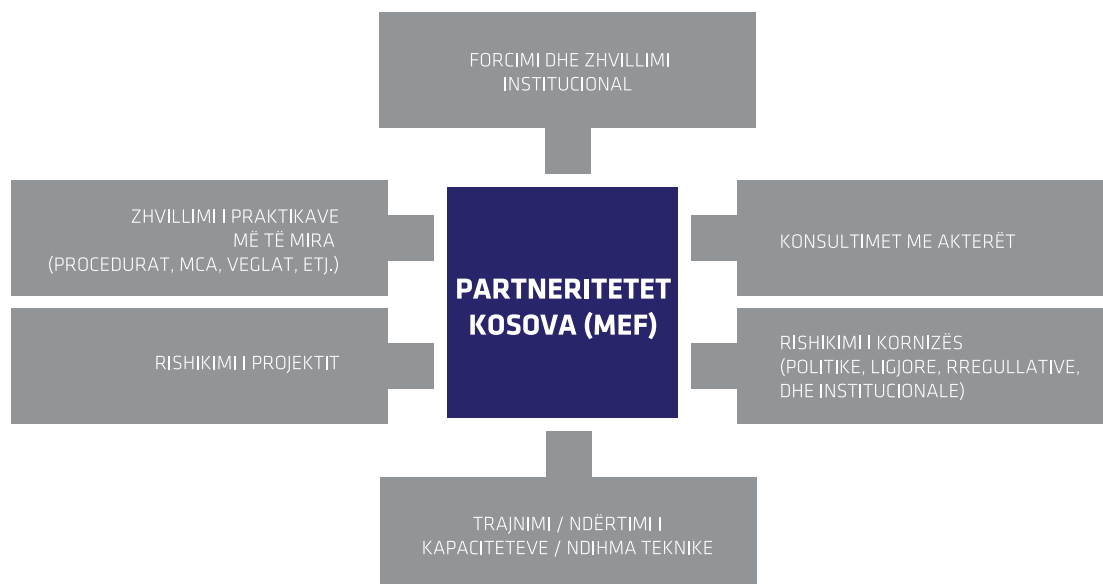 FORCIMI DHE ZHVILLIMI
INSTITUCIONAL
ZHVILLIMI I PRAKTIKAVE
MË TË MIRA
(PROCEDURAT, MCA, VEGLAT, ETJ.)
KONSULTIMET ME AKTERËT
PARTNERITETET
KOSOVA (MEF)
RISHIKIMI I PROJEKTIT
RISHIKIMI I KORNIZËS
(POLITIKE, LIGJORE, RREGULLATIVE,
DHE INSTITUCIONALE)
TRAJNIMI / NDËRTIMI I
KAPACITETEVE / NDIHMA TEKNIKE